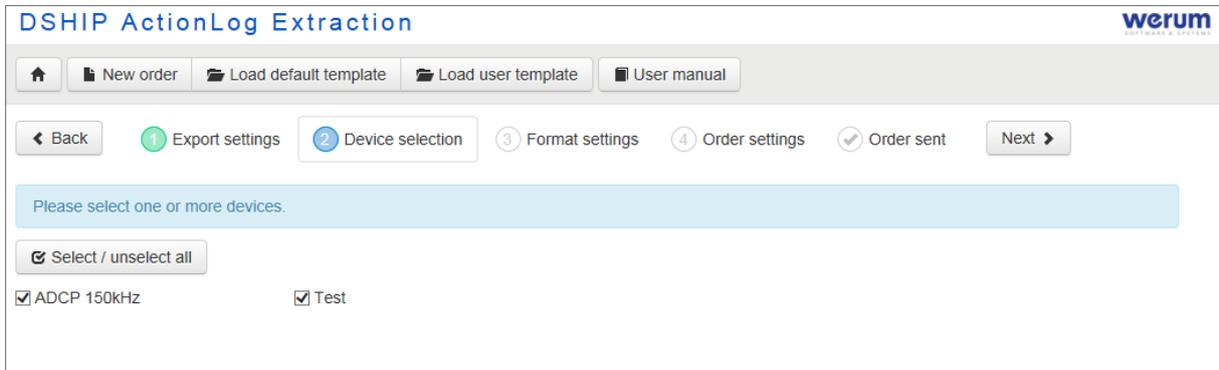 DSHIP ActionLog Extraction
werum
SOFTWARE & SYSTEMS
New order Load default template Load user template User manual
Back 1 Export settings 2 Device selection 3 Format settings 4 Order settings Order sent Next
Please select one or more devices.
Select / unselect all
ADCP 150kHz Test